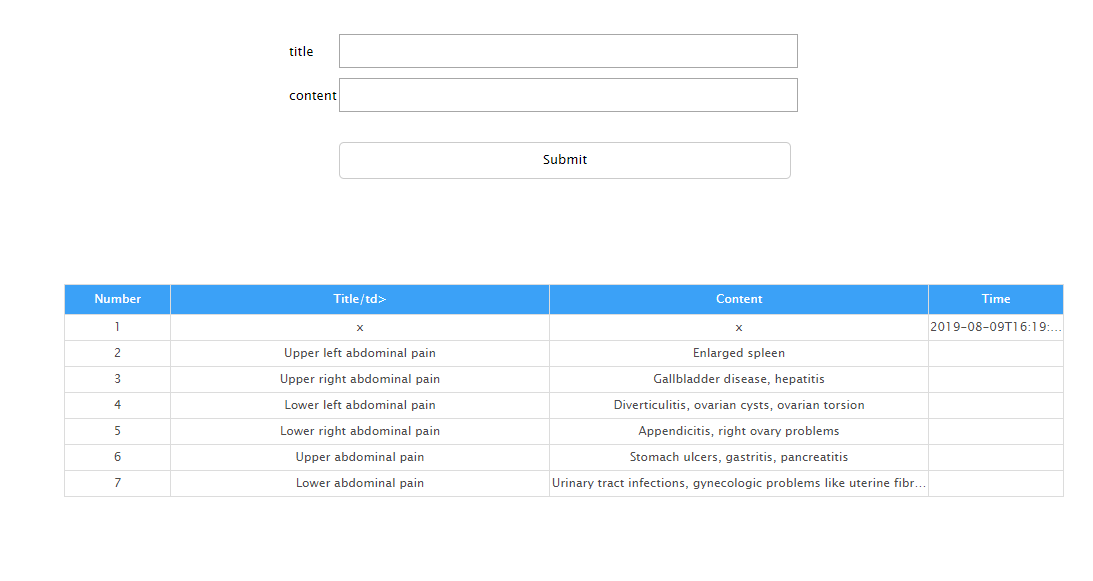 title
content
Submit
Number Title/td> Content Time
1 x x 2019-08-09T16:19:...
2 Upper left abdominal pain Enlarged spleen
3 Upper right abdominal pain Gallbladder disease, hepatitis
4 Lower left abdominal pain Diverticulitis, ovarian cysts, ovarian torsion
5 Lower right abdominal pain Appendicitis, right ovary problems
6 Upper abdominal pain Stomach ulcers, gastritis, pancreatitis
7 Lower abdominal pain Urinary tract infections, gynecologic problems like uterine fibr...